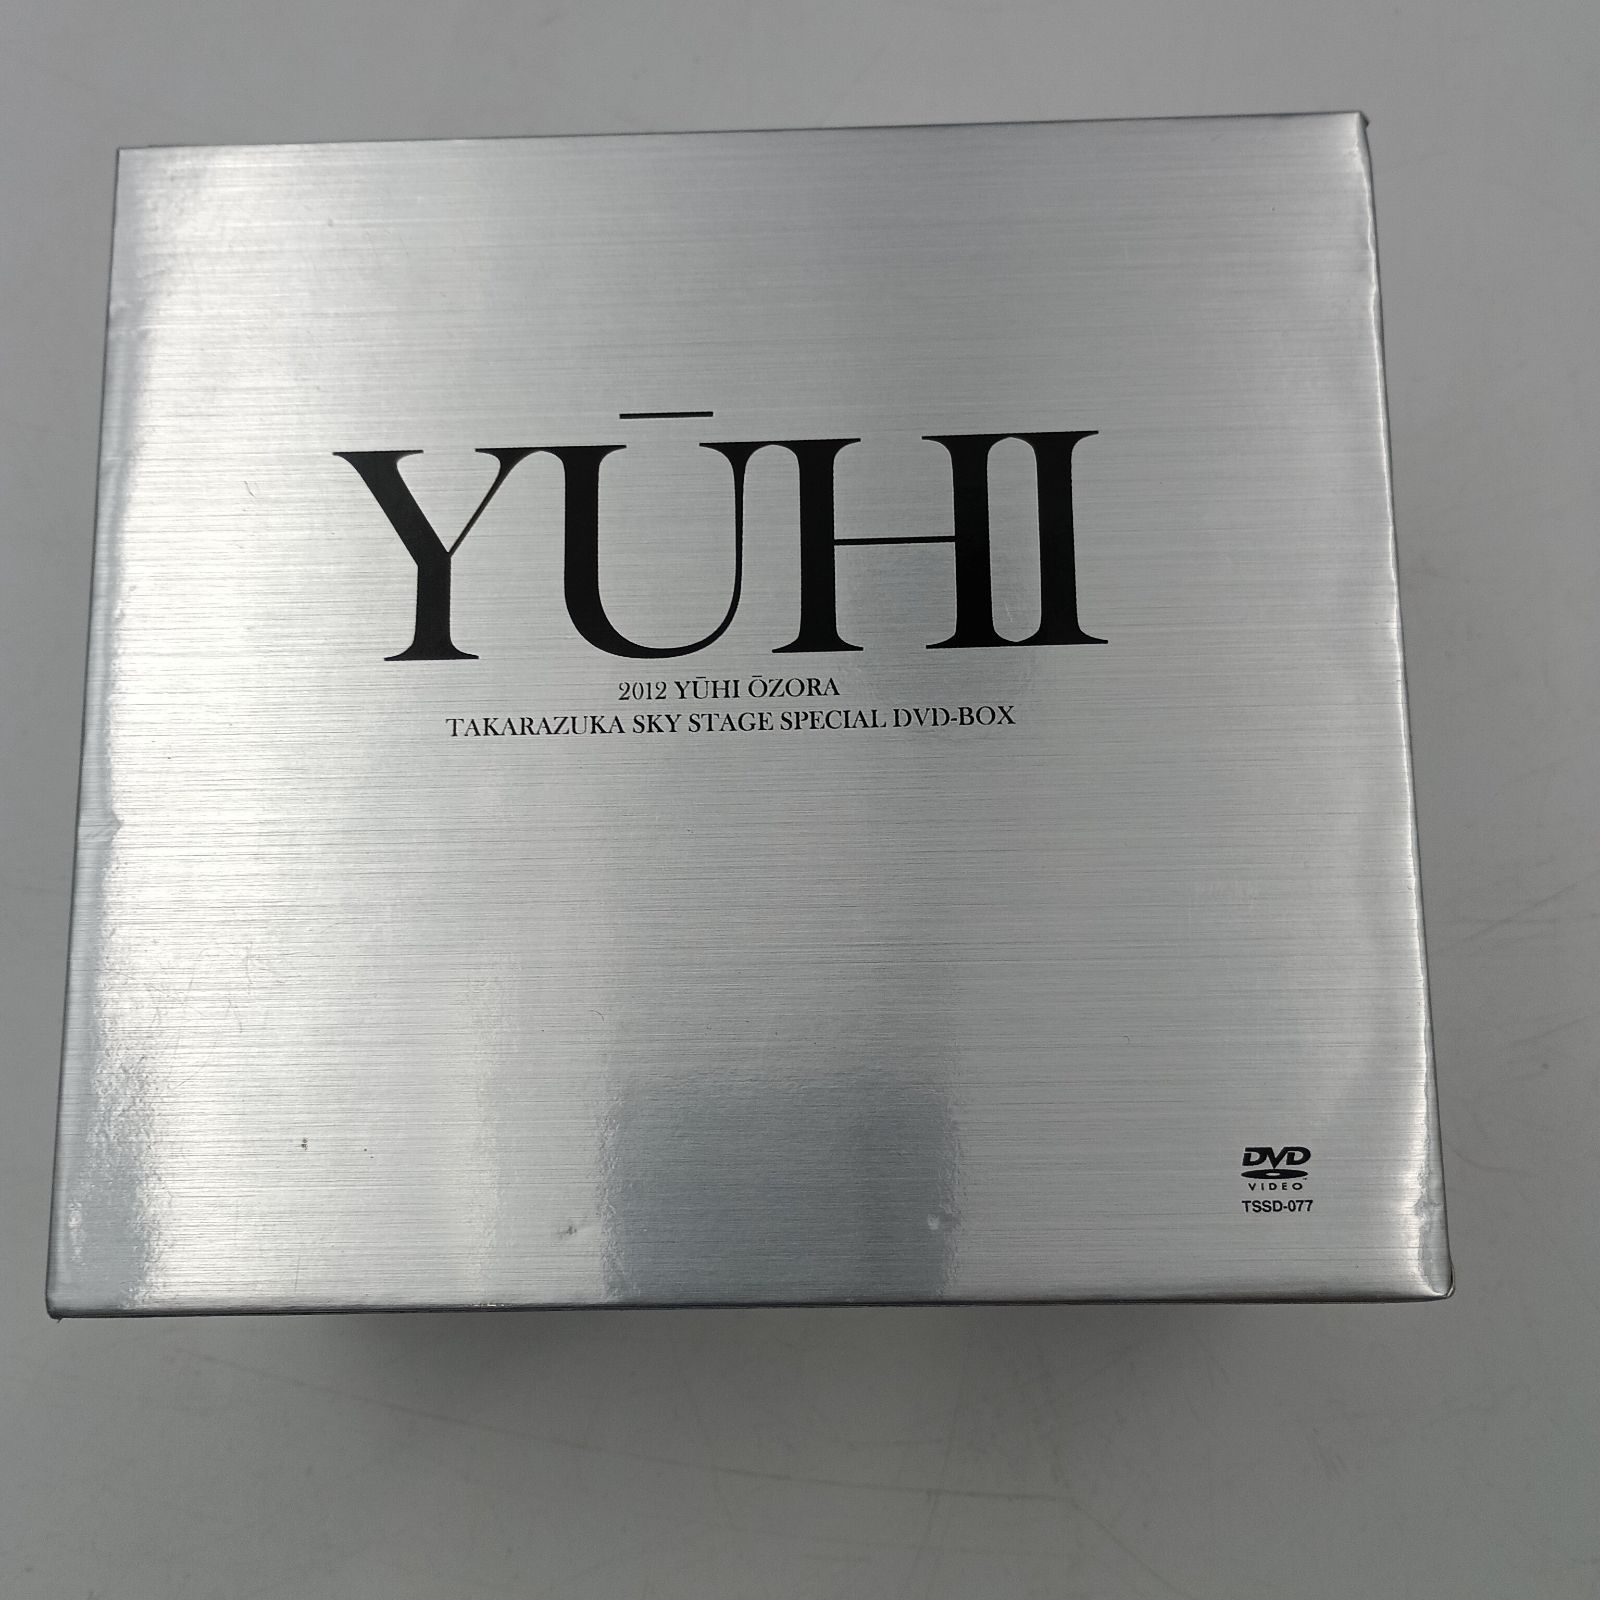 YŪHI
2012 YŪHI ŌZORA
TAKARAZUKA SKY STAGE SPECIAL DVD-BOX
DVD
VIDEO
TSSD-077